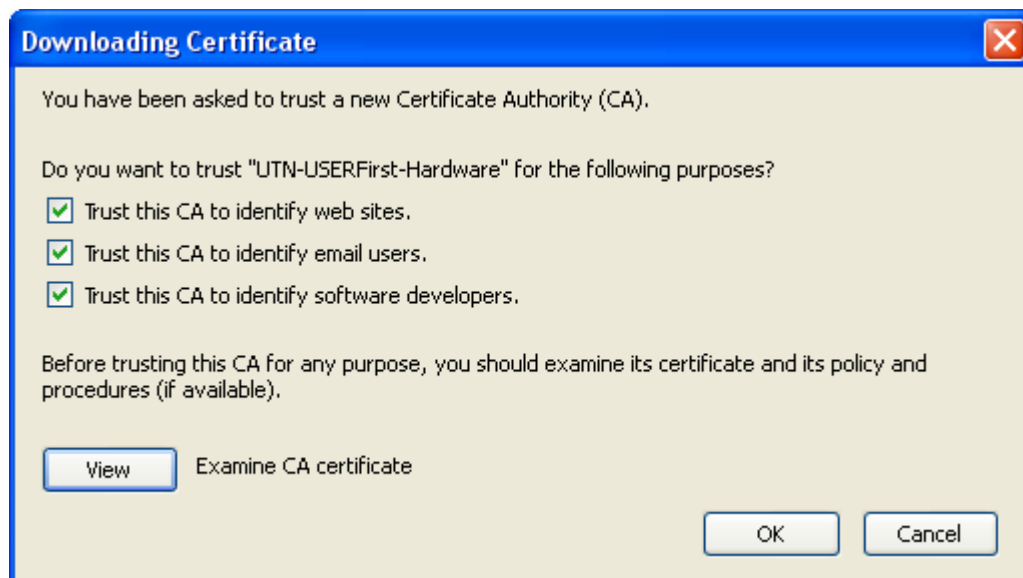 Downloading Certificate
You have been asked to trust a new Certificate Authority (CA).
Do you want to trust "UTN-USERFirst-Hardware" for the following purposes?
Trust this CA to identify web sites.
Trust this CA to identify email users.
Trust this CA to identify software developers.
Before trusting this CA for any purpose, you should examine its certificate and its policy and
procedures (if available).
View Examine CA certificate
OK Cancel